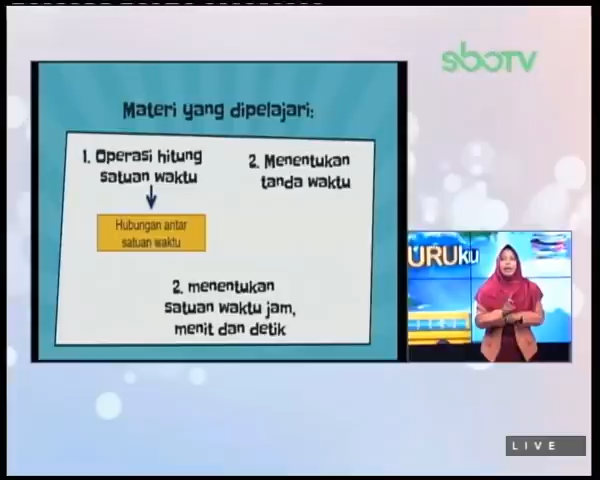 sboTV
Materi yang dipelajari:
1. Operasi hitung
satuan waktu
Hubungan antar
satuan waktu
2. Menentukan
tanda waktu
2. menentukan
satuan waktu jam,
menit dan detik
URUku
LIVE